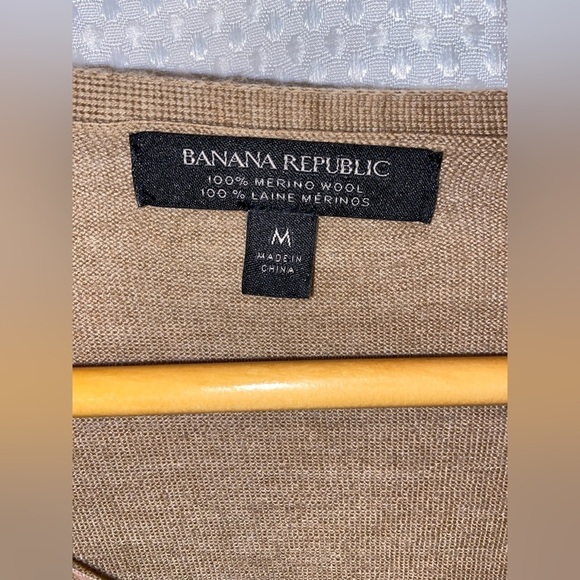 BANANA REPUBLIC
100% MERINO WOOL
100% LAINE MÉRINOS
M
MADE IN
CHINA